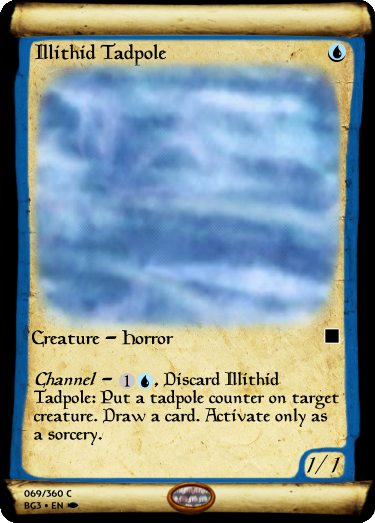 Illithid Tadpole
Creature – Horror
Channel – 1, Discard Illithid
Tadpole: Put a tadpole counter on target
creature. Draw a card. Activate only as
a sorcery.
1/1
069/360 C
BG3 • EN